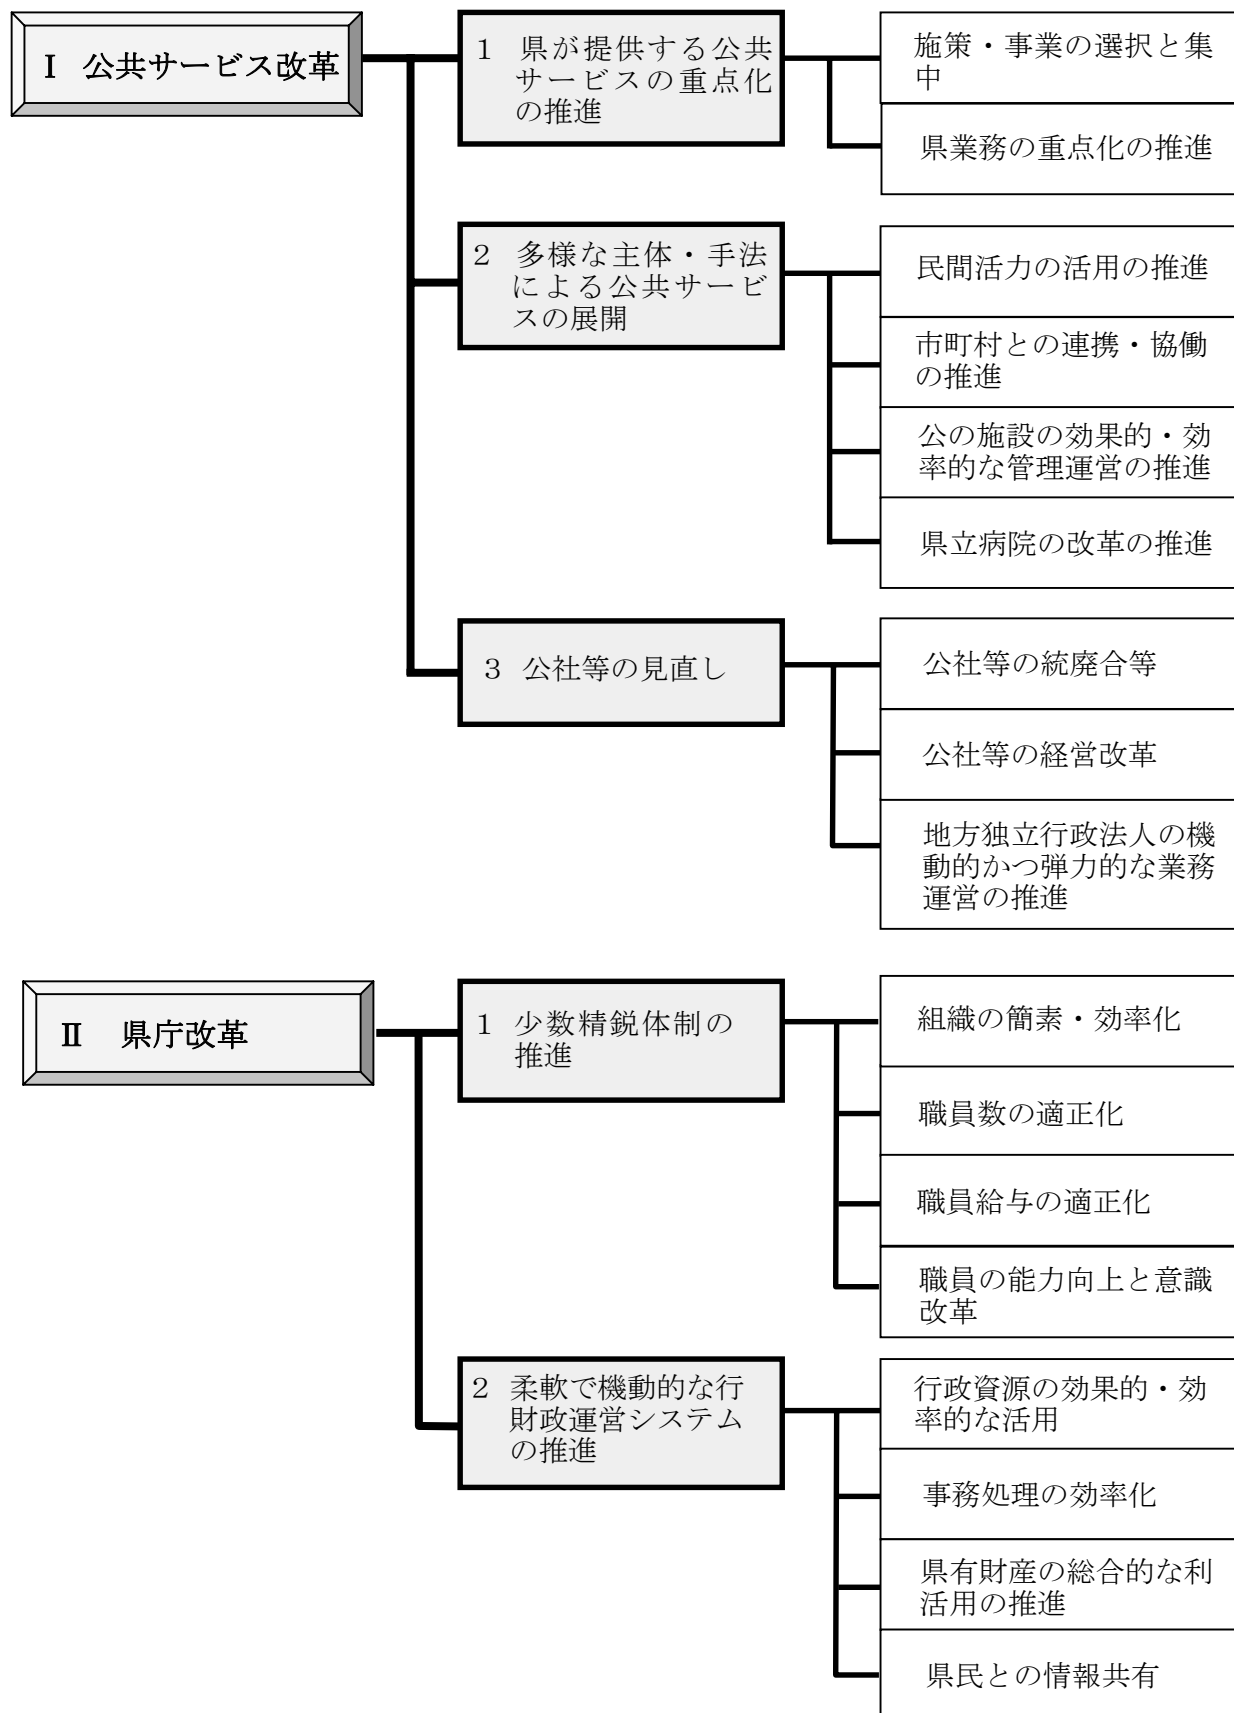 Ⅰ 公共サービス改革
1 県が提供する公共
サービスの重点化
の推進
施策・事業の選択と集
中
県業務の重点化の推進
2 多様な主体・手法
による公共サービ
スの展開
民間活力の活用の推進
市町村との連携・協働
の推進
公の施設の効果的・効
率的な管理運営の推進
県立病院の改革の推進
3 公社等の見直し
公社等の統廃合等
公社等の経営改革
地方独立行政法人の機
動的かつ弾力的な業務
運営の推進
Ⅱ 県庁改革
1 少数精鋭体制の
推進
組織の簡素・効率化
職員数の適正化
職員給与の適正化
職員の能力向上と意識
改革
2 柔軟で機動的な行
財政運営システム
の推進
行政資源の効果的・効
率的な活用
事務処理の効率化
県有財産の総合的な利
活用の推進
県民との情報共有